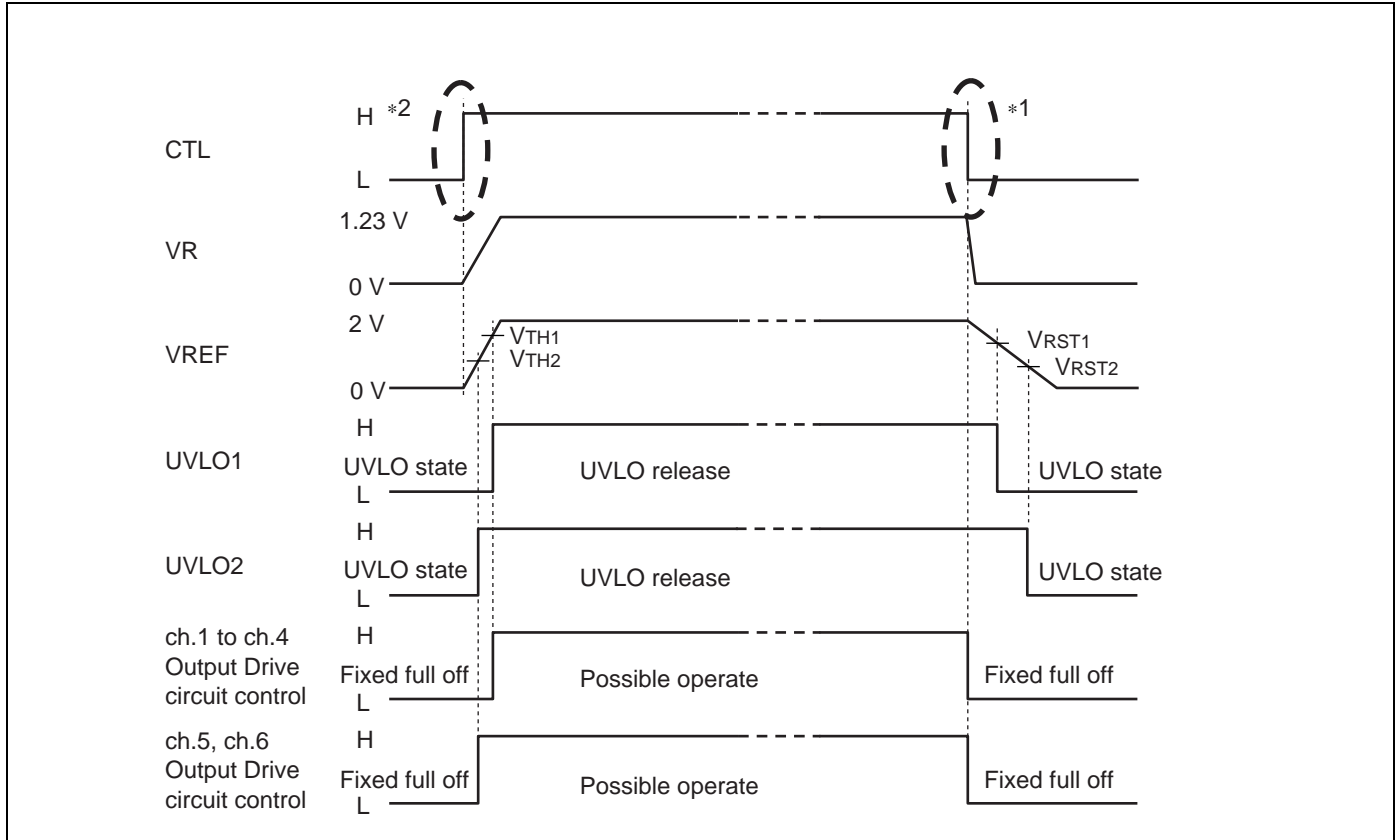 H *2 *1
CTL
L
1.23 V
VR
0 V
2 V
VTH1 VRST1
VREF VTH2 VRST2
0 V
H
UVLO1 UVLO state UVLO release UVLO state
L
H
UVLO2 UVLO state UVLO release UVLO state
L
ch.1 to ch.4 H
Output Drive Fixed full off Possible operate Fixed full off
circuit control L
ch.5, ch.6 H
Output Drive Fixed full off Possible operate Fixed full off
circuit control L